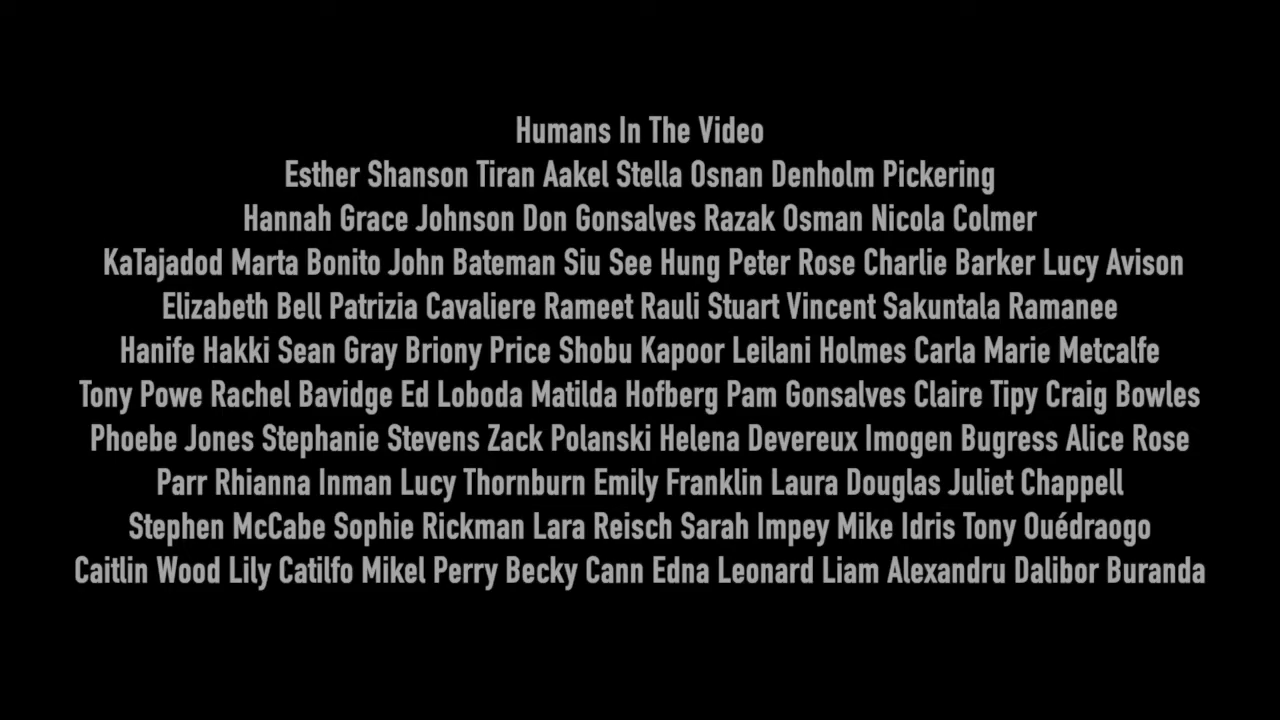 Humans In The Video
Esther Shanson Tiran Aakel Stella Osnan Denholm Pickering
Hannah Grace Johnson Don Gonsalves Razak Osman Nicola Colmer
KaTajadod Marta Bonito John Bateman Siu See Hung Peter Rose Charlie Barker Lucy Avison
Elizabeth Bell Patrizia Cavaliere Rameet Rauli Stuart Vincent Sakuntala Ramanee
Hanife Hakki Sean Gray Briony Price Shobu Kapoor Leilani Holmes Carla Marie Metcalfe
Tony Powe Rachel Bavidge Ed Loboda Matilda Hofberg Pam Gonsalves Claire Tipy Craig Bowles
Phoebe Jones Stephanie Stevens Zack Polanski Helena Devereux Imogen Bugress Alice Rose
Parr Rhianna Inman Lucy Thornburn Emily Franklin Laura Douglas Juliet Chappell
Stephen McCabe Sophie Rickman Lara Reisch Sarah Impey Mike Idris Tony Ouédraogo
Caitlin Wood Lily Catilfo Mikel Perry Becky Cann Edna Leonard Liam Alexandru Dalibor Buranda